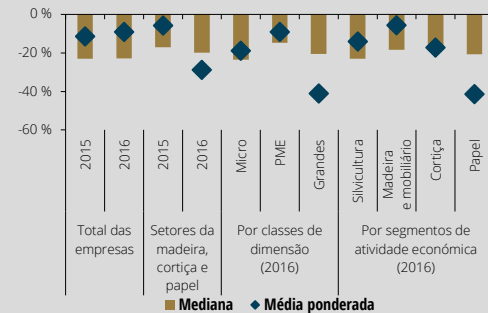 0 %
-20 %
-40 %
-60 %
2015
2016
2015
2016
Micro
PME
Grandes
Silvicultura
Madeira
e mobiliário
Cortiça
Papel
Total das
empresas
Setores da
madeira,
cortiça e
papel
Por classes de
dimensão
(2016)
Por segmentos de
atividade económica
(2016)
Mediana
Média ponderada